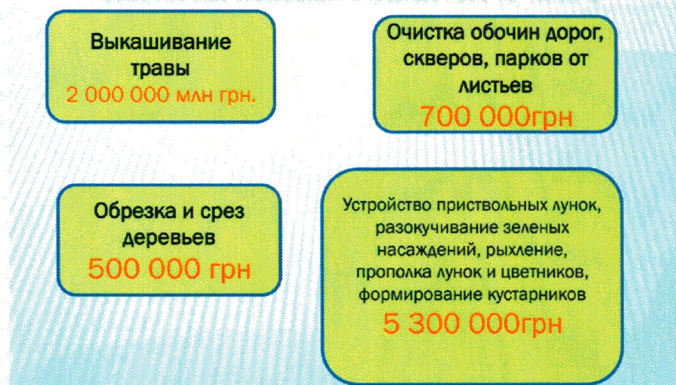 Выкашивание
травы
2 000 000 млн грн.
Очистка обочин дорог,
скверов, парков от
листьев
700 000грн
Обрезка и срез
деревьев
500 000 грн
Устройство приствольных лунок,
разокучивание зеленых
насаждений, рыхление,
прополка лунок и цветников,
формирование кустарников
5 300 000грн